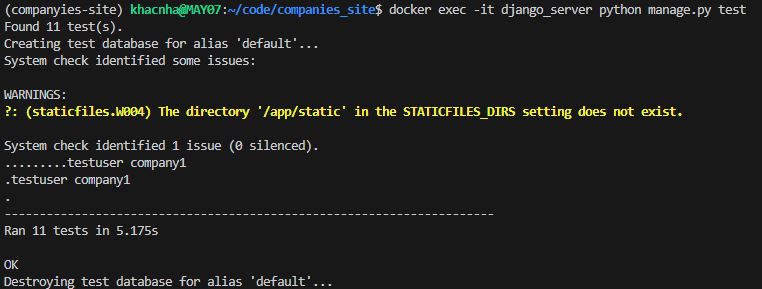 (companyies-site) khacnha@MAY07:~/code/companies_site$ docker exec -it django_server python manage.py test
Found 11 test(s).
Creating test database for alias 'default'...
System check identified some issues:

WARNINGS:
?: (staticfiles.W004) The directory '/app/static' in the STATICFILES_DIRS setting does not exist.

System check identified 1 issue (0 silenced).
.........testuser company1
.testuser company1
.
----------------------------------------------------------------------
Ran 11 tests in 5.175s

OK
Destroying test database for alias 'default'...